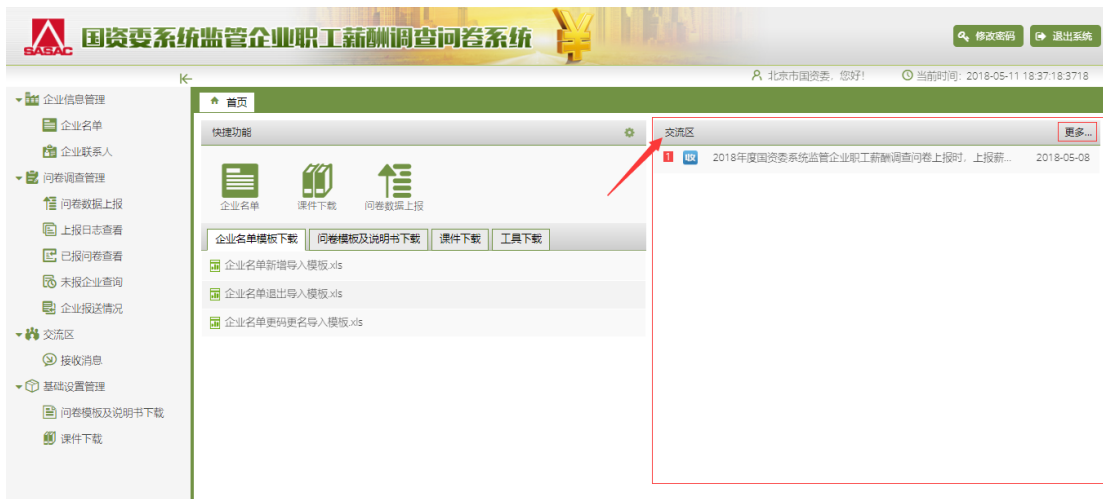 SASAC
国资委系统监管企业职工薪酬调查问卷系统
修改密码
退出系统
北京市国资委，您好！
当前时间：2018-05-11 18:37:18:3718
企业信息管理
企业名单
企业联系人
问卷调查管理
问卷数据上报
上报日志查看
已报问卷查看
未报企业查询
企业报送情况
交流区
接收消息
基础设置管理
问卷模板及说明书下载
课件下载
首页
快捷功能
企业名单
课件下载
问卷数据上报
企业名单模板下载
问卷模板及说明书下载
课件下载
工具下载
企业名单新增导入模板.xls
企业名单退出导入模板.xls
企业名单更码更名导入模板.xls
交流区
更多...
1 收 2018年度国资委系统监管企业职工薪酬调查问卷上报时，上报薪... 2018-05-08